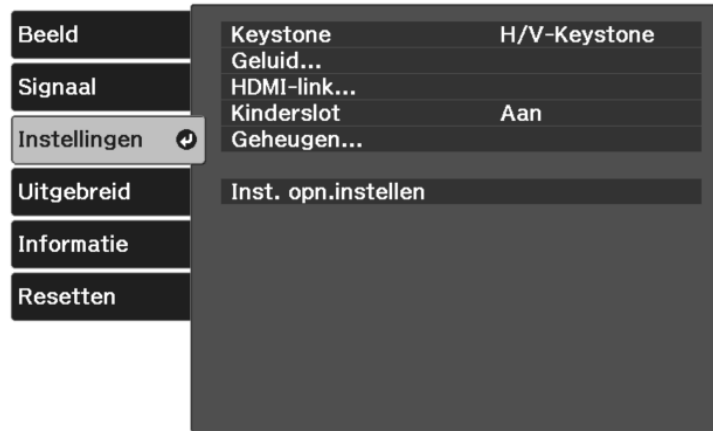 Beeld
Signaal
Instellingen
Uitgebreid
Informatie
Resetten
Keystone H/V-Keystone
Geluid...
HDMI-link...
Kinderslot Aan
Geheugen...
Inst. opn.instellen